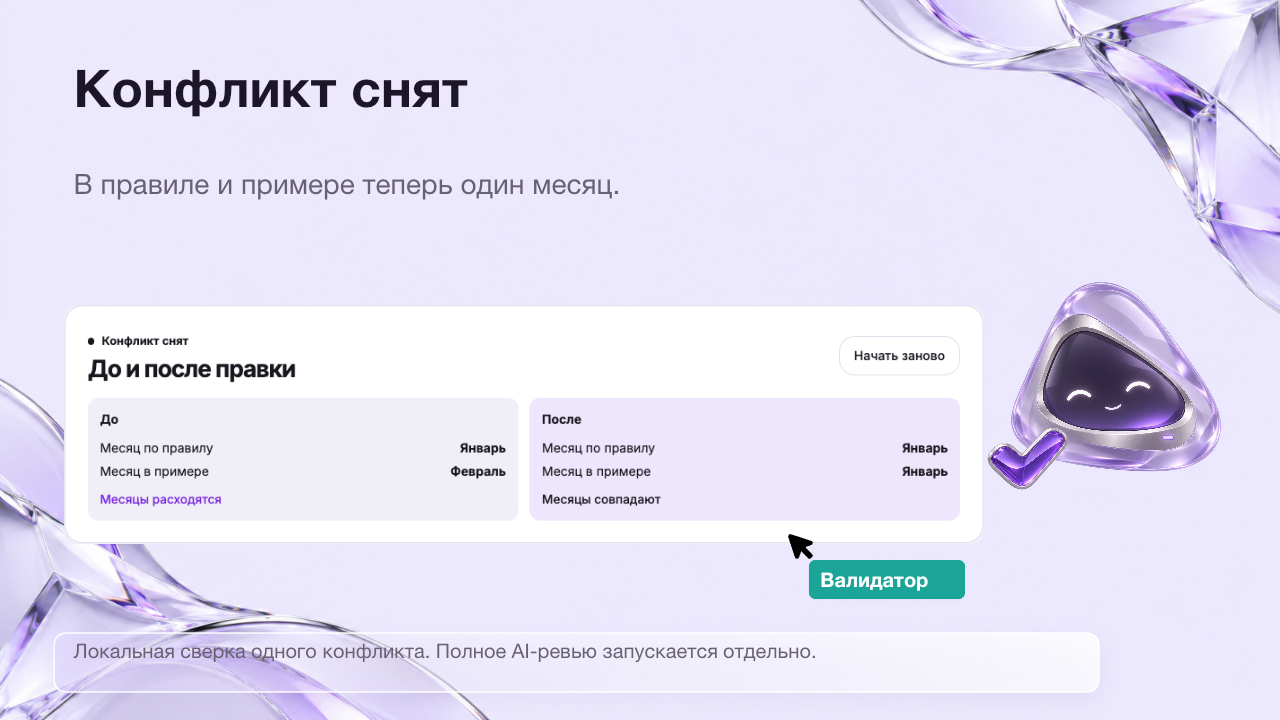 Конфликт снят
В правиле и примере теперь один месяц.
Конфликт снят
До и после правки
Начать заново
До
Месяц по правилу Январь
Месяц в примере Февраль
Месяцы расходятся
После
Месяц по правилу Январь
Месяц в примере Январь
Месяцы совпадают
Валидатор
Локальная сверка одного конфликта. Полное AI-ревью запускается отдельно.